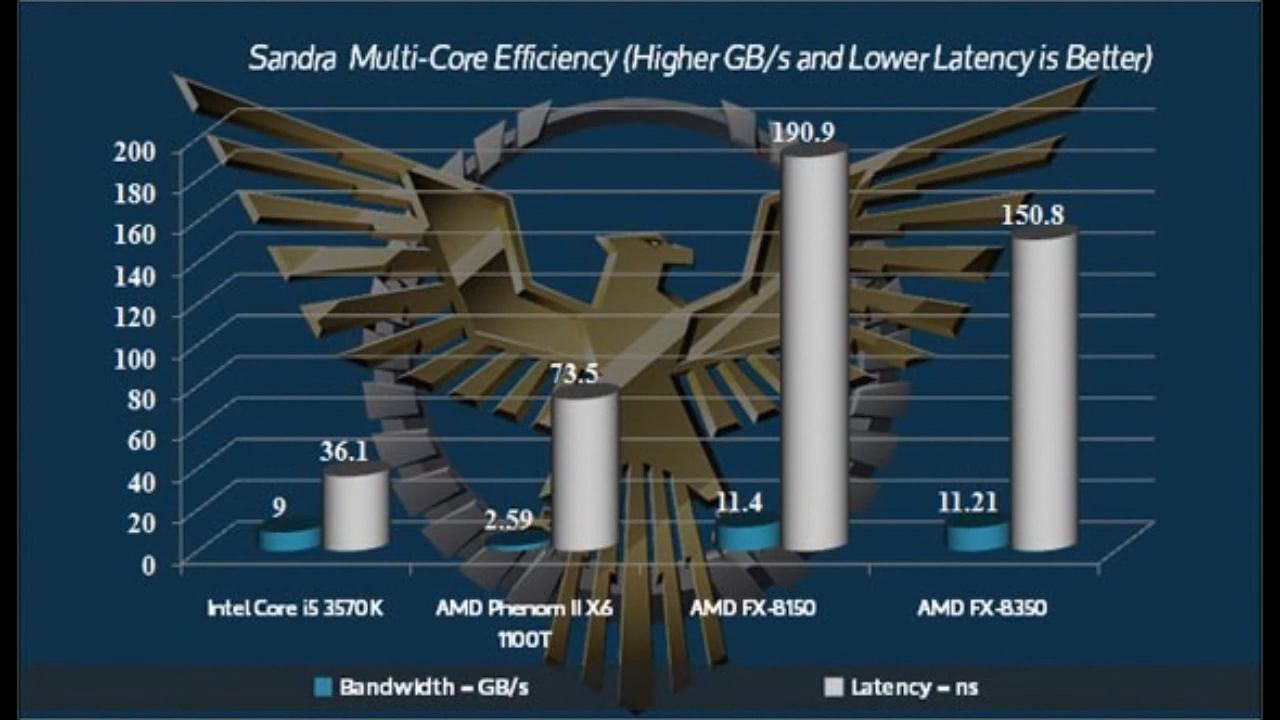 Sandra Multi-Core Efficiency (Higher GB/s and Lower Latency is Better)
200
180
160
140
120
100
80
60
40
20
0
9
36.1
2.59
73.5
11.4
190.9
11.21
150.8
Intel Core i5 3570K
AMD Phenom II X6
1100T
AMD FX-8150
AMD FX-8350
Bandwidth - GB/s
Latency - ns